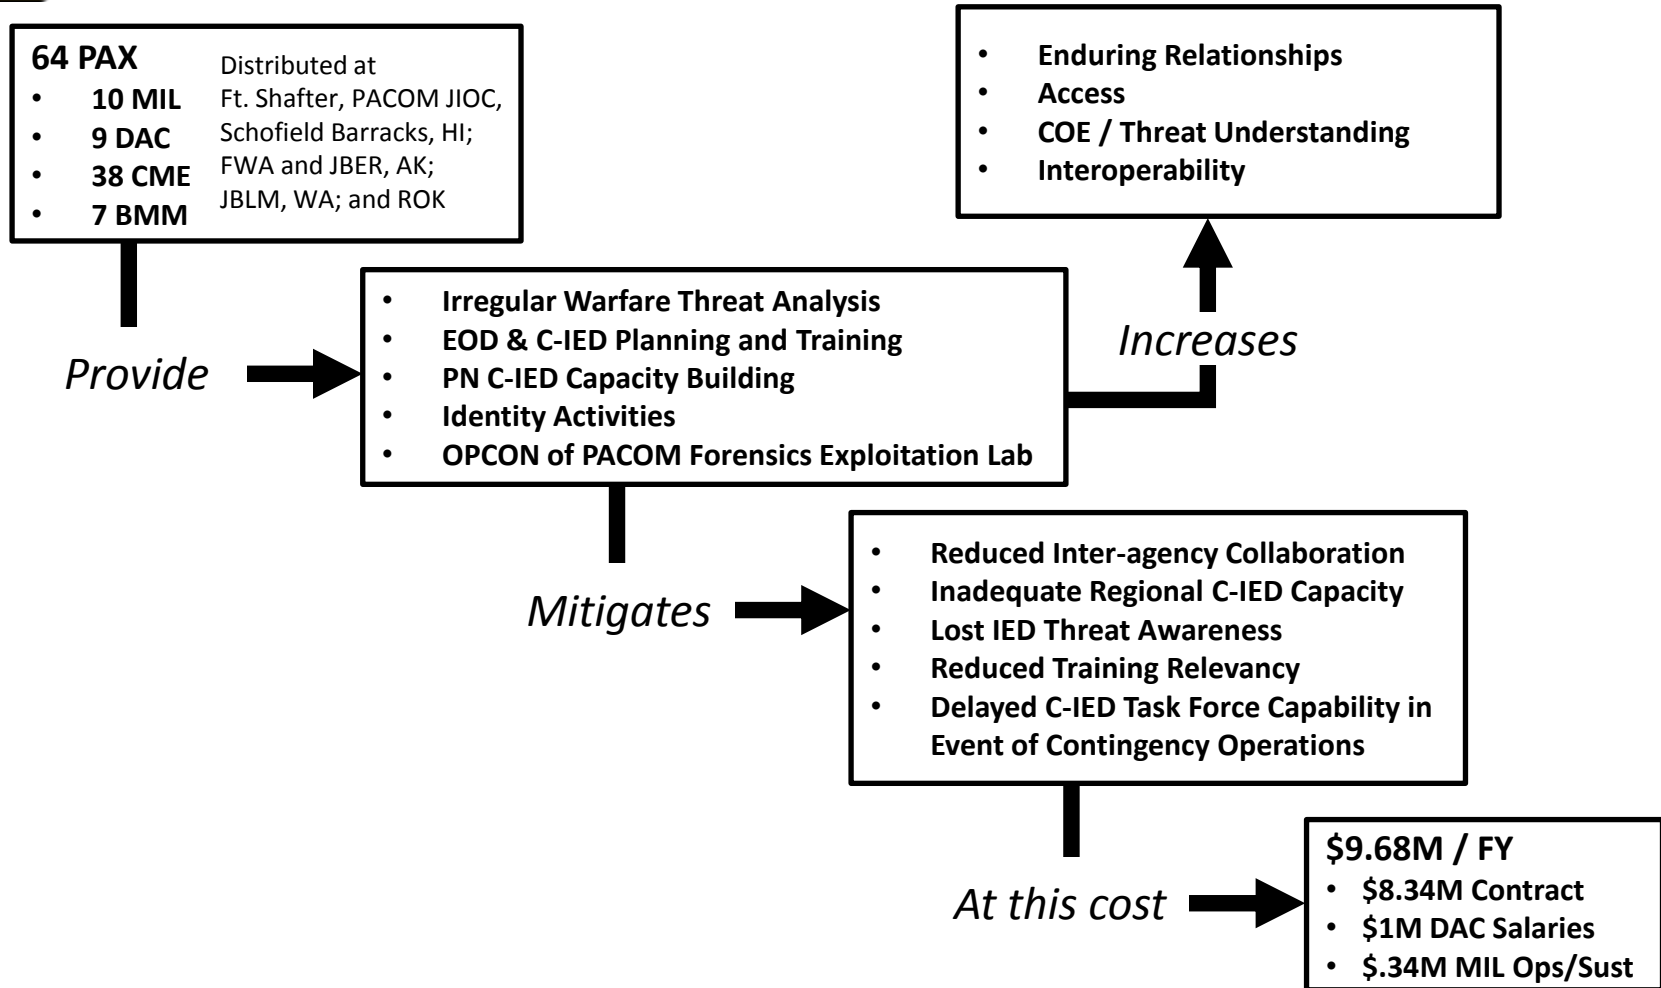 64 PAX
• 10 MIL
• 9 DAC
• 38 CME
• 7 BMM
Distributed at
Ft. Shafter, PACOM JIOC,
Schofield Barracks, HI;
FWA and JBER, AK;
JBLM, WA; and ROK
Provide
• Irregular Warfare Threat Analysis
• EOD & C-IED Planning and Training
• PN C-IED Capacity Building
• Identity Activities
• OPCON of PACOM Forensics Exploitation Lab
Increases
• Enduring Relationships
• Access
• COE / Threat Understanding
• Interoperability
Mitigates
• Reduced Inter-agency Collaboration
• Inadequate Regional C-IED Capacity
• Lost IED Threat Awareness
• Reduced Training Relevancy
• Delayed C-IED Task Force Capability in
Event of Contingency Operations
At this cost
$9.68M / FY
• $8.34M Contract
• $1M DAC Salaries
• $.34M MIL Ops/Sust